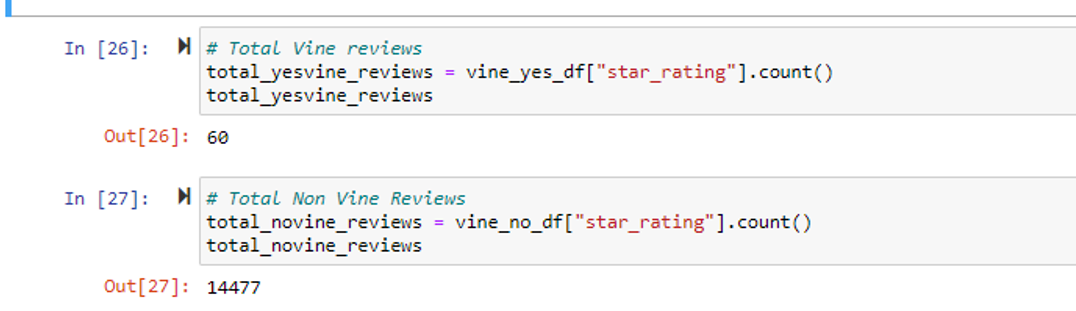 In [26]: # Total Vine reviews
total_yesvine_reviews = vine_yes_df["star_rating"].count()
total_yesvine_reviews
Out[26]: 60
In [27]: # Total Non Vine Reviews
total_novine_reviews = vine_no_df["star_rating"].count()
total_novine_reviews
Out[27]: 14477